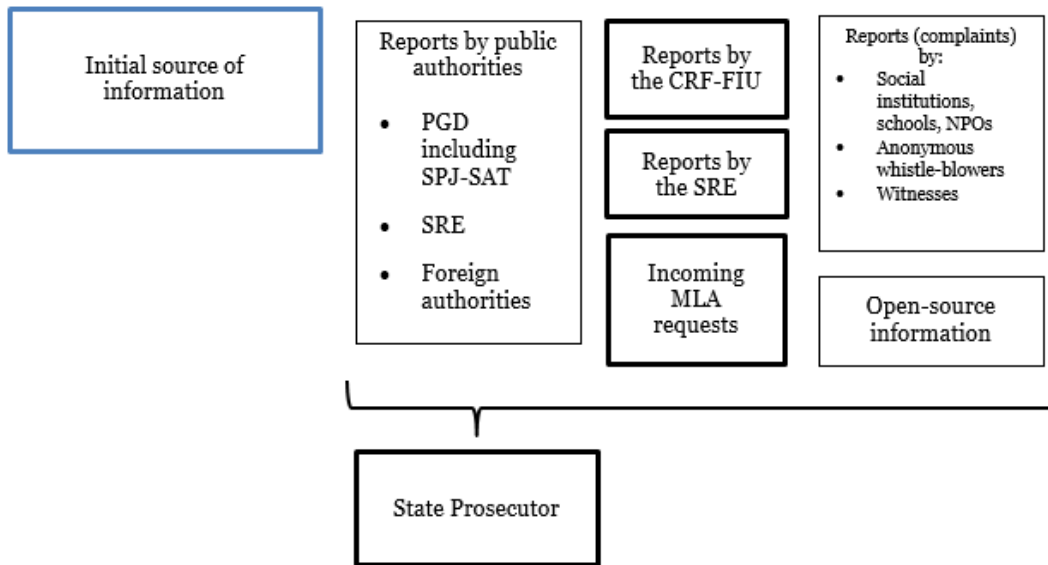 Initial source of
information
Reports by public
authorities
• PGD
including
SPJ-SAT
• SRE
• Foreign
authorities
Reports by
the CRF-FIU
Reports by
the SRE
Incoming
MLA
requests
Reports (complaints)
by:
• Social
institutions,
schools, NPOs
• Anonymous
whistle-blowers
• Witnesses
Open-source
information
State Prosecutor